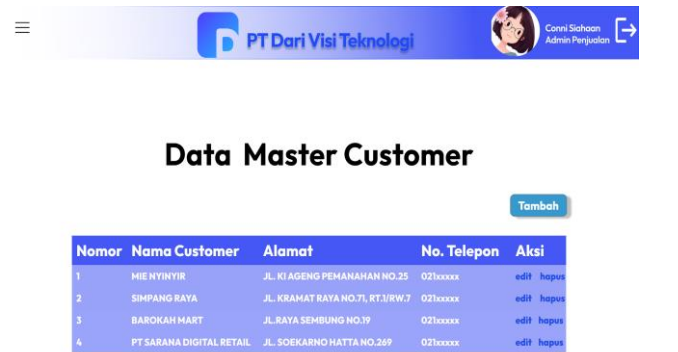 PT Dari Visi Teknologi
Conni Siahaan
Admin Penjualan
Data Master Customer
Tambah
Nomor Nama Customer Alamat No. Telepon Aksi
1 MIE NYINYIR JL. KI AGENG PEMANAHAN NO.25 021xxxxx edit hapus
2 SIMPANG RAYA JL. KRAMAT RAYA NO.71, RT.1/RW.7 021xxxxx edit hapus
3 BAROKAH MART JL.RAYA SEMBUNG NO.19 021xxxxx edit hapus
4 PT SARANA DIGITAL RETAIL JL. SOEKARNO HATTA NO.269 021xxxxx edit hapus